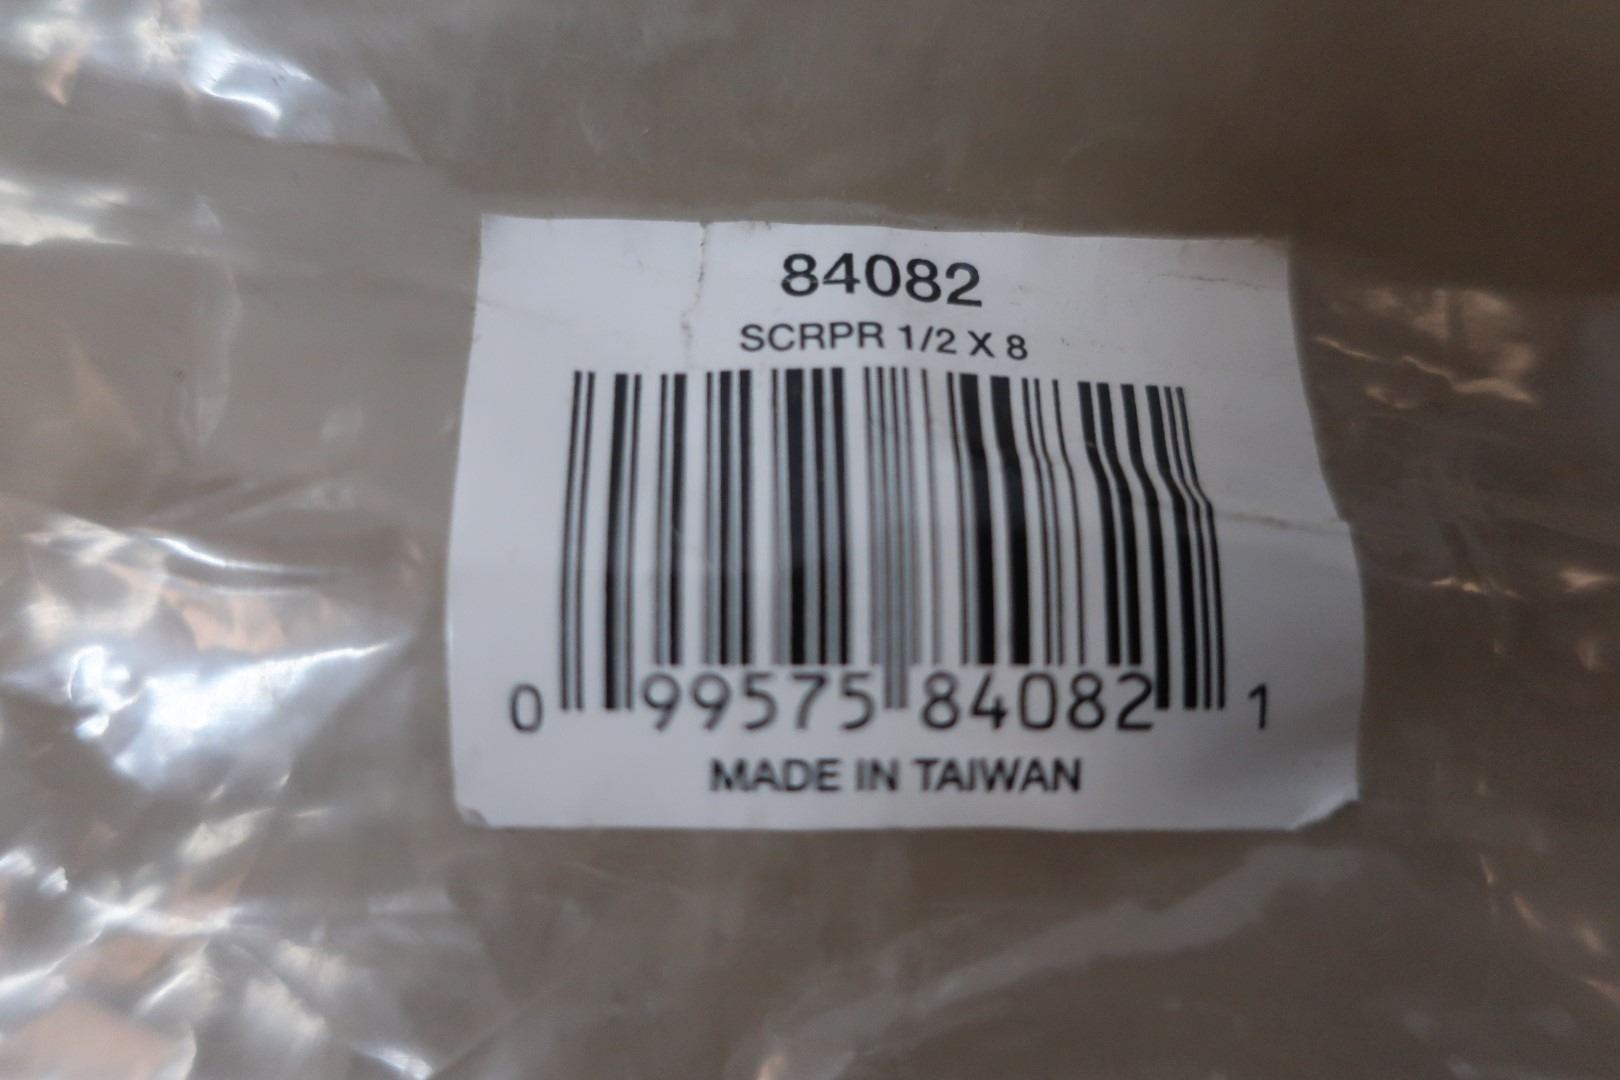 84082
SCRPR 1/2 X 8
0 99575 84082 1
MADE IN TAIWAN